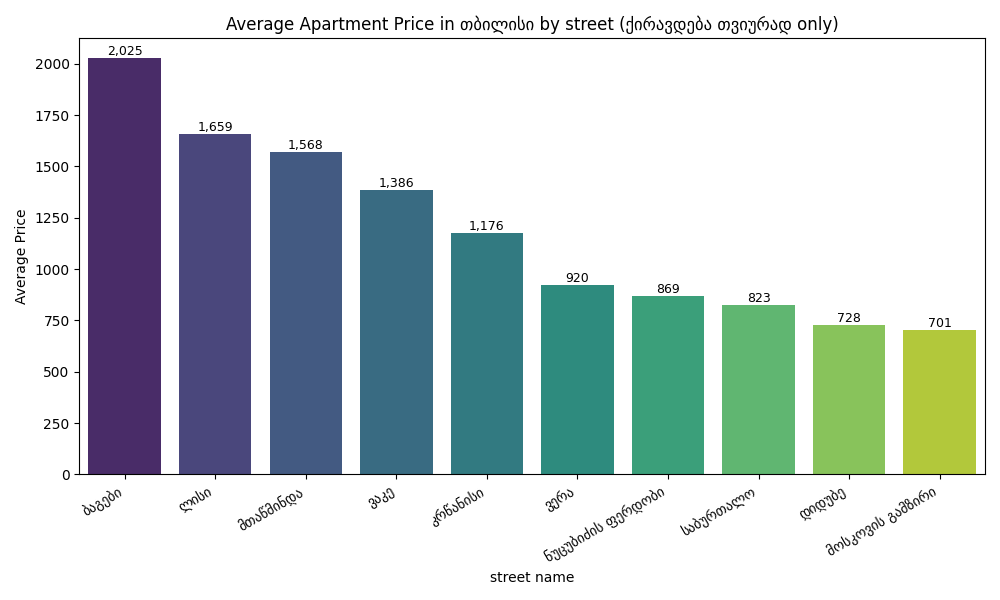 Average Apartment Price in თბილისი by street (ქირავდება თვიურად only)
2,025
1,659
1,568
1,386
1,176
920
869
823
728
701
Average Price
2000
1750
1500
1250
1000
750
500
250
0
ბაგები
ლისი
მთაწმინდა
ვაკე
კრწანისი
ვერა
ნუცუბიძის ფერდობი
საბურთალო
დიდუბე
მოსკოვის გამზირი
street name